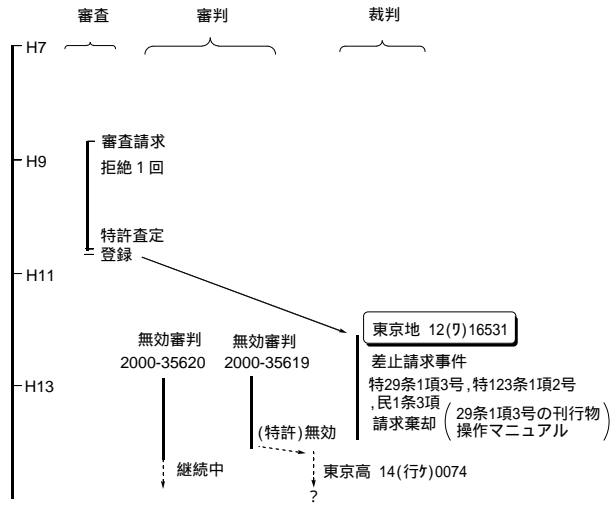 審査
審判
裁判
H7
審査請求
H9
拒絶1回
特許査定
登録
H11
東京地 12(ワ)16531
無効審判
2000-35620
無効審判
2000-35619
差止請求事件
H13
特29条1項3号,特123条1項2号
,民1条3項
請求棄却
29条1項3号の刊行物
操作マニュアル
(特許)無効
継続中
東京高 14(行ケ)0074
?